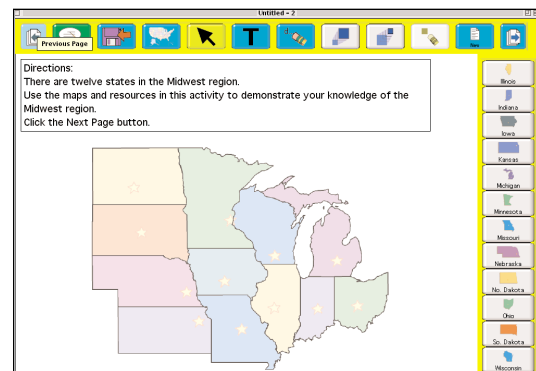 Untitled - 2
Previous Page
T
New
Directions:
There are twelve states in the Midwest region.
Use the maps and resources in this activity to demonstrate your knowledge of the
Midwest region.
Click the Next Page button.
Illinois
Indiana
Iowa
Kansas
Michigan
Minnesota
Missouri
Nebraska
No. Dakota
Ohio
So. Dakota
Wisconsin